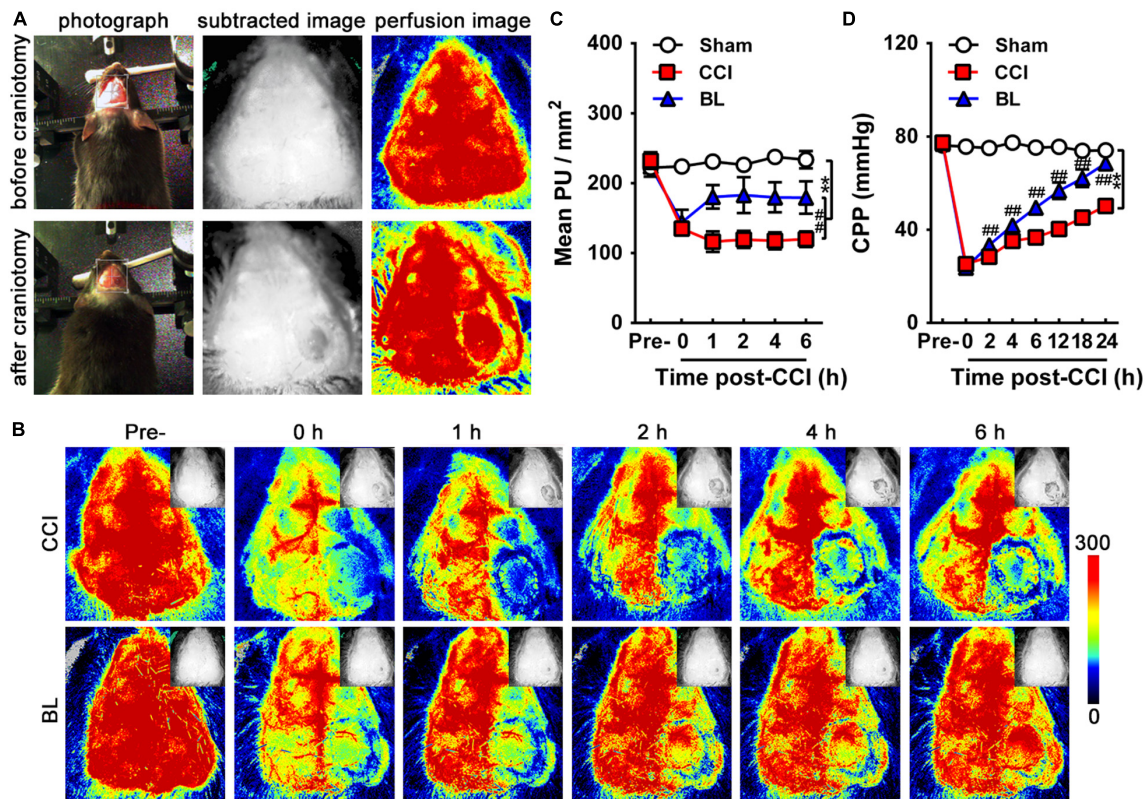 A
photograph subtracted image perfusion image
bofore craniotomy
after craniotomy
C
400
300
200
100
0
Mean PU / mm²
Sham
CCI
BL
**
##
Pre- 0 1 2 4 6
Time post-CCI (h)
D
120
80
40
0
CPP (mmHg)
Sham
CCI
BL
## ## ## ## ## ##
**
Pre- 0 2 4 6 12 18 24
Time post-CCI (h)
B
Pre- 0 h 1 h 2 h 4 h 6 h
CCI
BL
300
0